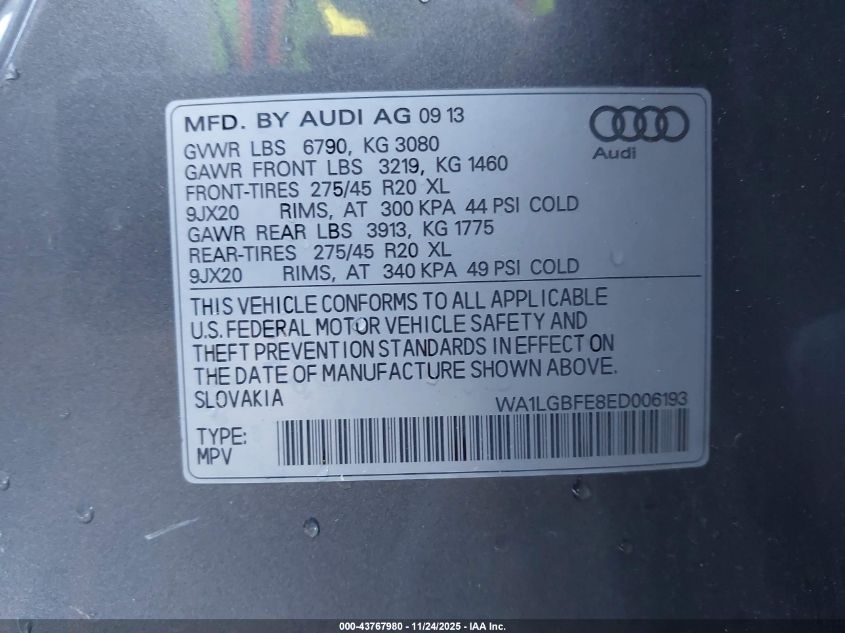 MFD. BY AUDI AG 09 13
GVWR LBS 6790, KG 3080
GAWR FRONT LBS 3219, KG 1460
FRONT-TIRES 275/45 R20 XL
9JX20 RIMS, AT 300 KPA 44 PSI COLD
GAWR REAR LBS 3913, KG 1775
REAR-TIRES 275/45 R20 XL
9JX20 RIMS, AT 340 KPA 49 PSI COLD
Audi
THIS VEHICLE CONFORMS TO ALL APPLICABLE
U.S. FEDERAL MOTOR VEHICLE SAFETY AND
THEFT PREVENTION STANDARDS IN EFFECT ON
THE DATE OF MANUFACTURE SHOWN ABOVE.
SLOVAKIA
WA1LGBFE8ED006193
TYPE:
MPV
000-43767980 - 11/24/2025 - IAA Inc.